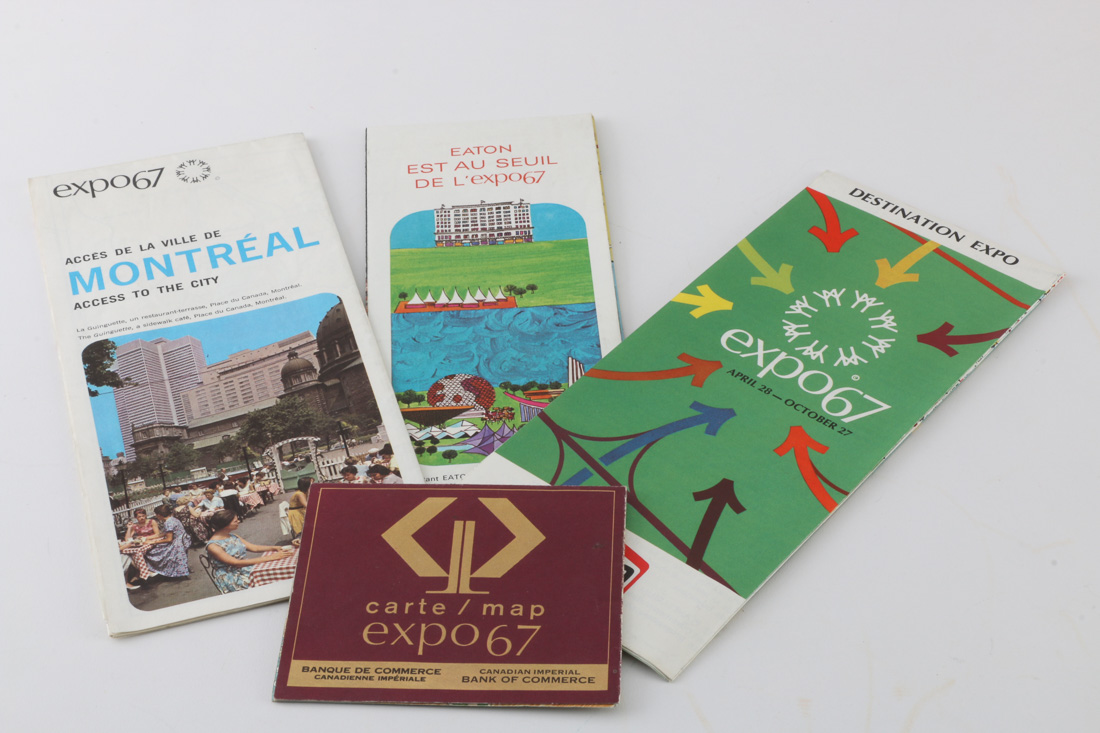 expo67
ACCÈS DE LA VILLE DE
MONTRÉAL
ACCESS TO THE CITY
La Guinguette, un restaurant-terrasse, Place du Canada, Montréal.
The Guinguette, a sidewalk café, Place du Canada, Montréal.
EATON
EST AU SEUIL
DE L'expo67
EATO
DESTINATION EXPO
expo67
©
APRIL 28 — OCTOBER 27
carte / map
expo67
BANQUE DE COMMERCE
CANADIENNE IMPÉRIALE
CANADIAN IMPERIAL
BANK OF COMMERCE